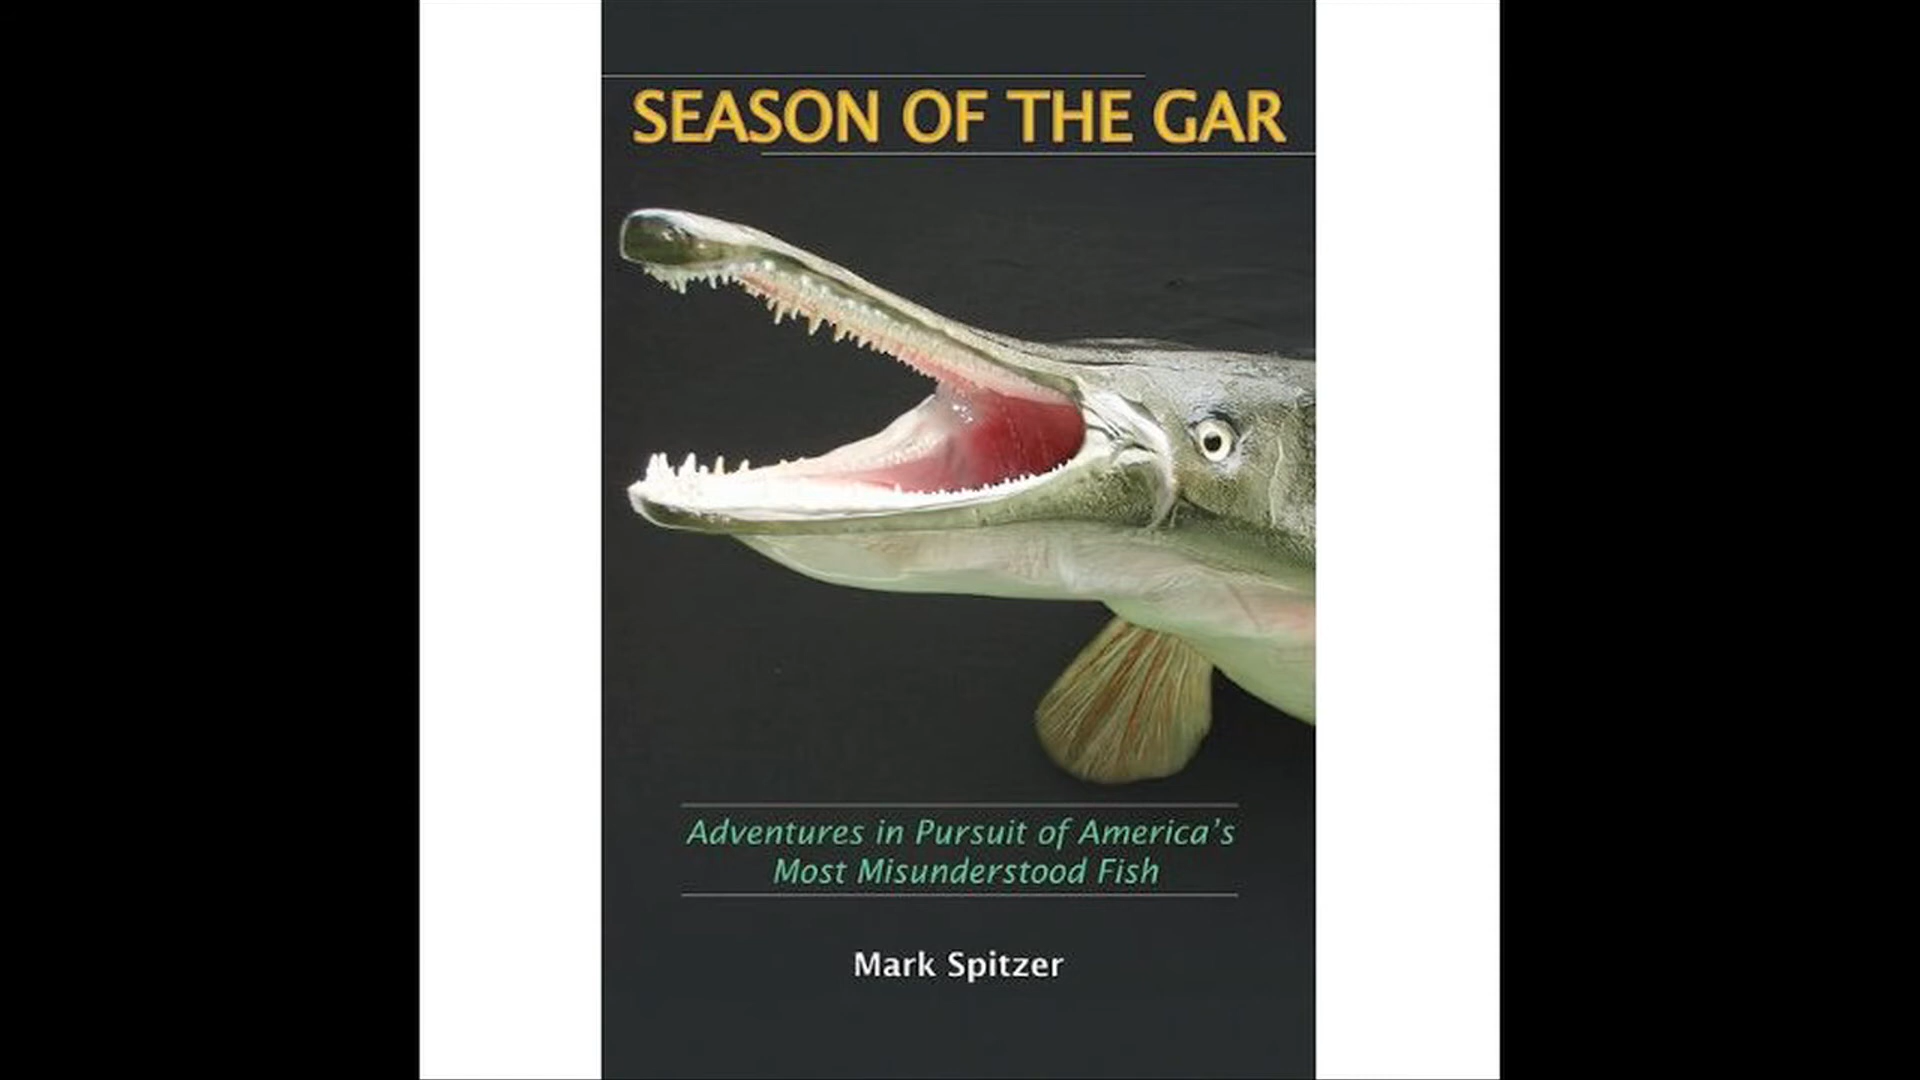 SEASON OF THE GAR
Adventures in Pursuit of America's
Most Misunderstood Fish
Mark Spitzer